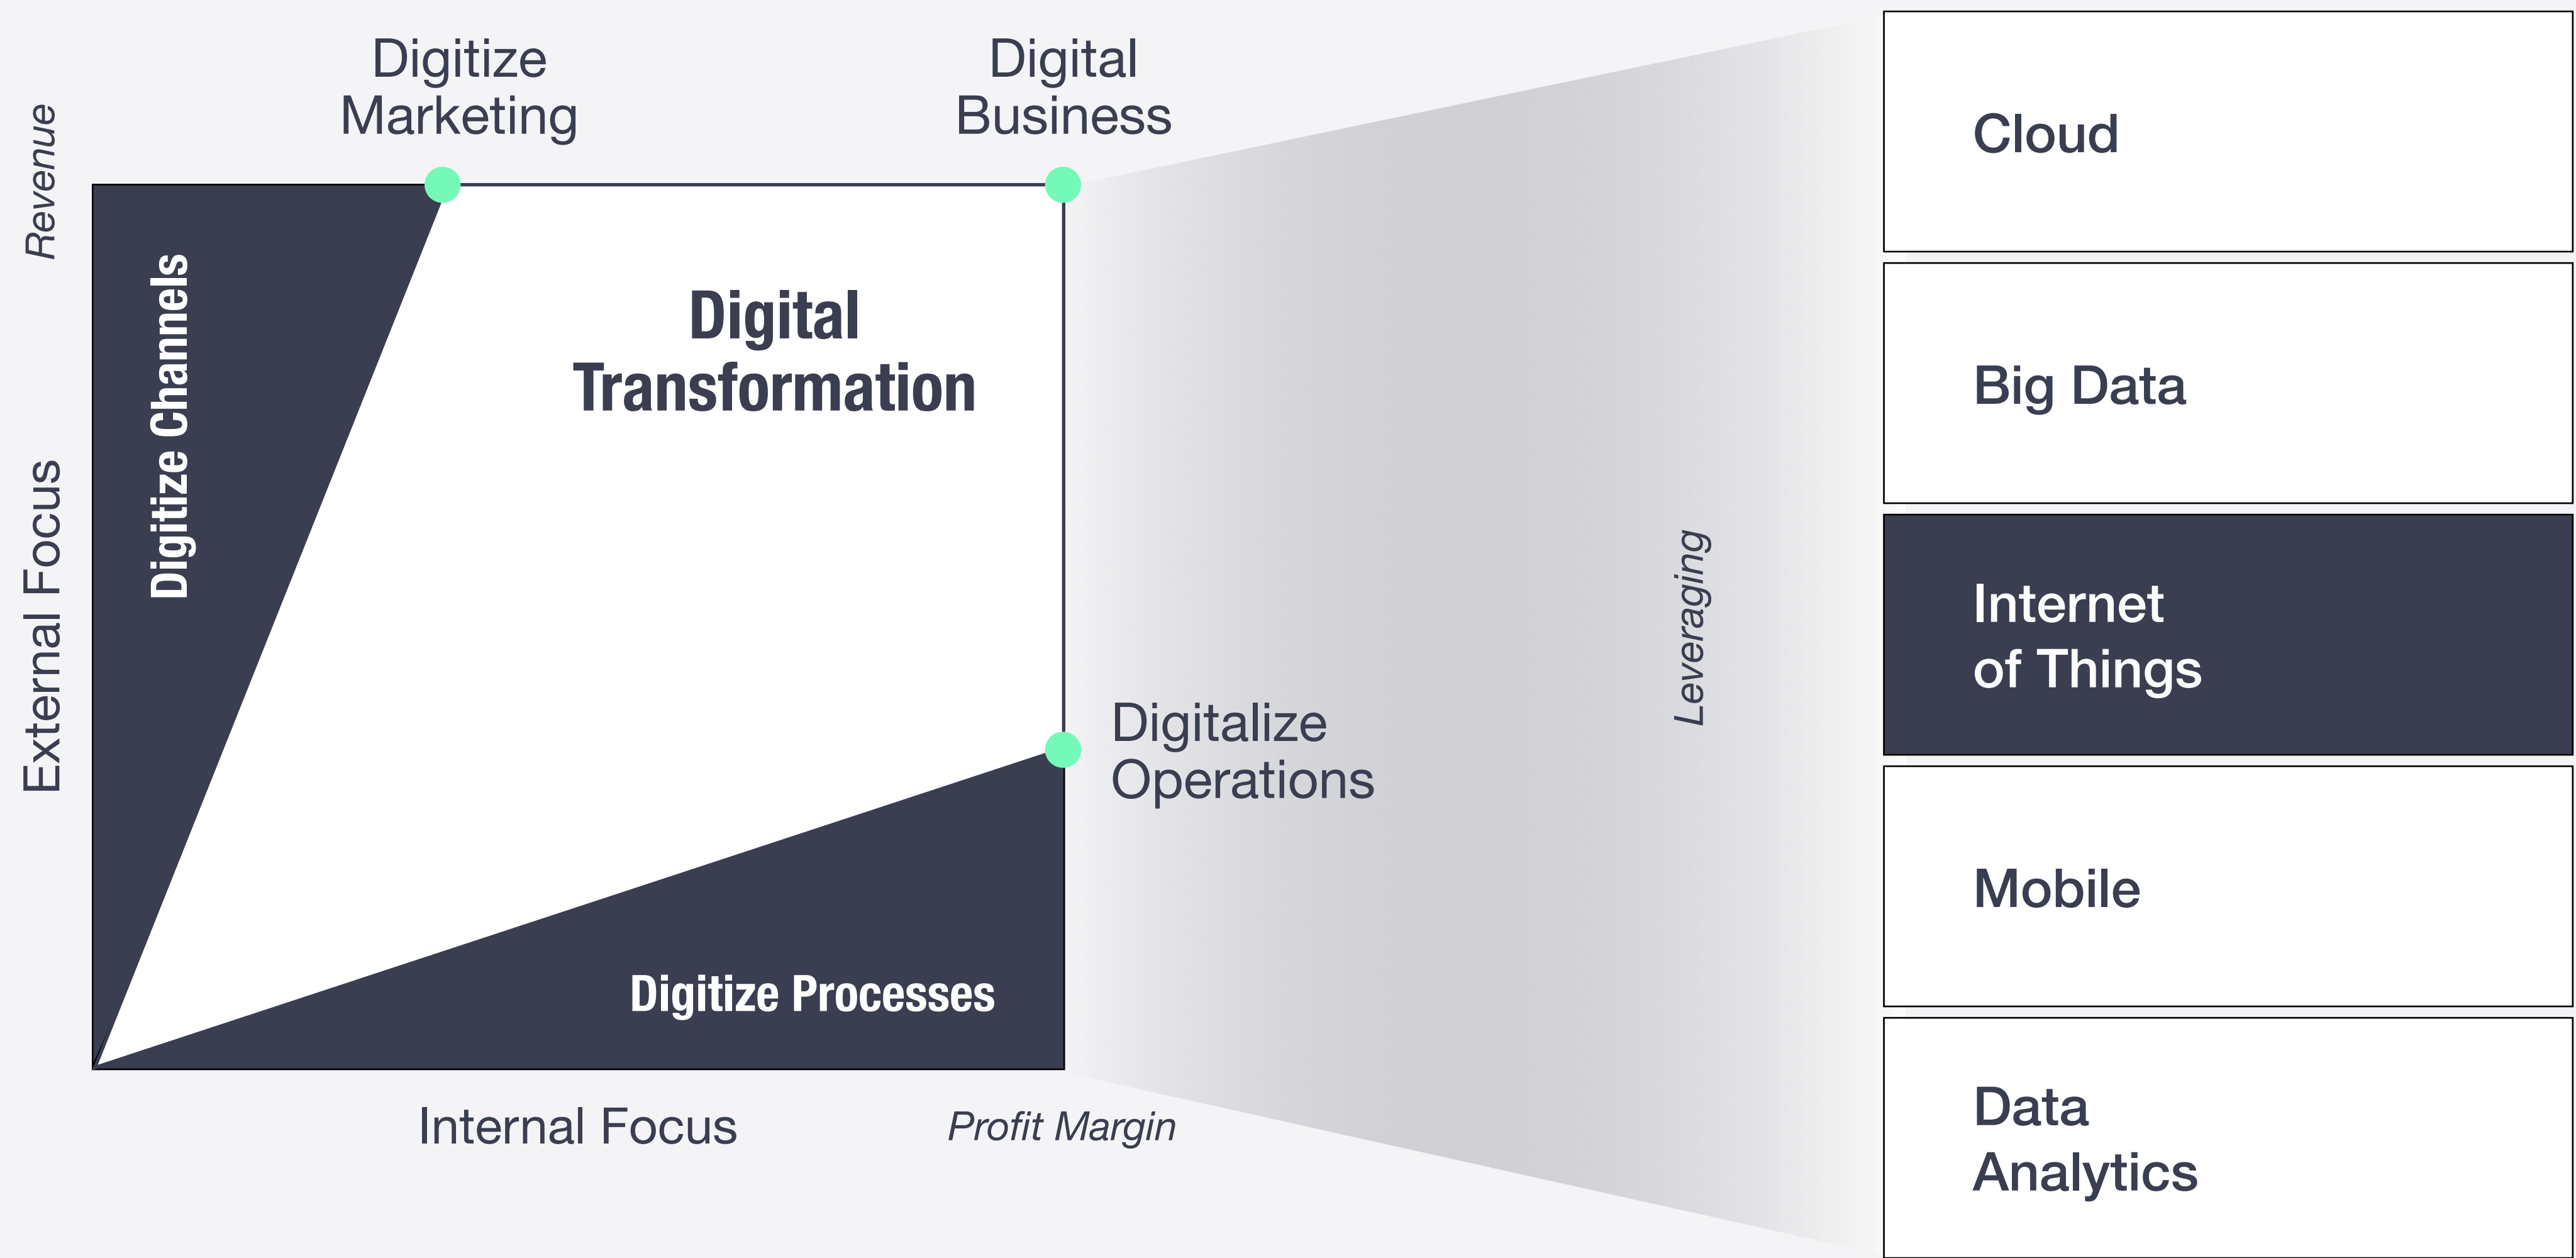 Digitize
Marketing
Digital
Business
Revenue
External Focus
Digitize Channels
Digital
Transformation
Digitalize
Operations
Digitize Processes
Internal Focus
Profit Margin
Leveraging
Cloud
Big Data
Internet
of Things
Mobile
Data
Analytics